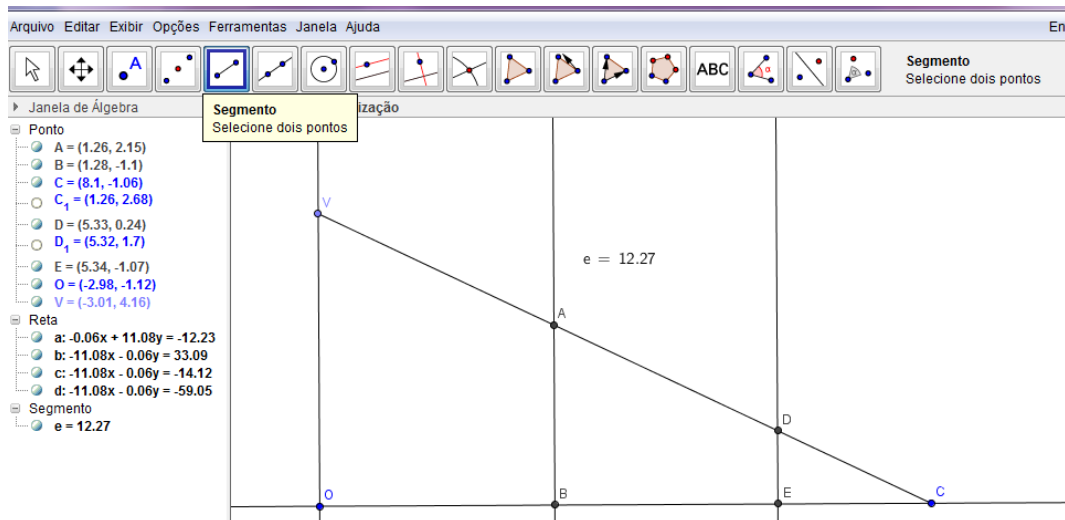 Arquivo Editar Exibir Opções Ferramentas Janela Ajuda
En
ABC
Segmento
Selecione dois pontos
Janela de Álgebra
ização
Segmento
Selecione dois pontos
Ponto
A = (1.26, 2.15)
B = (1.28, -1.1)
C = (8.1, -1.06)
C₁ = (1.26, 2.68)
D = (5.33, 0.24)
D₁ = (5.32, 1.7)
E = (5.34, -1.07)
O = (-2.98, -1.12)
V = (-3.01, 4.16)
Reta
a: -0.06x + 11.08y = -12.23
b: -11.08x - 0.06y = 33.09
c: -11.08x - 0.06y = -14.12
d: -11.08x - 0.06y = -59.05
Segmento
e = 12.27
V
e = 12.27
A
D
O
B
E
C